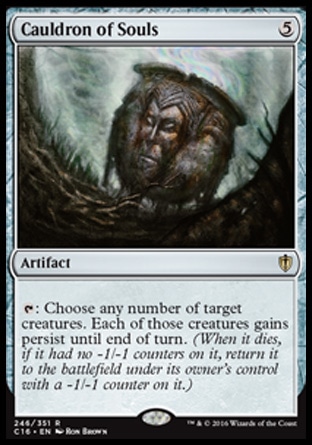 Cauldron of Souls 5
Artifact
: Choose any number of target
creatures. Each of those creatures gains
persist until end of turn. (When it dies,
if it had no -1/-1 counters on it, return it
to the battlefield under its owner's control
with a -1/-1 counter on it.)
246/351 R
C16 • EN Ron Brown
™ & © 2016 Wizards of the Coast